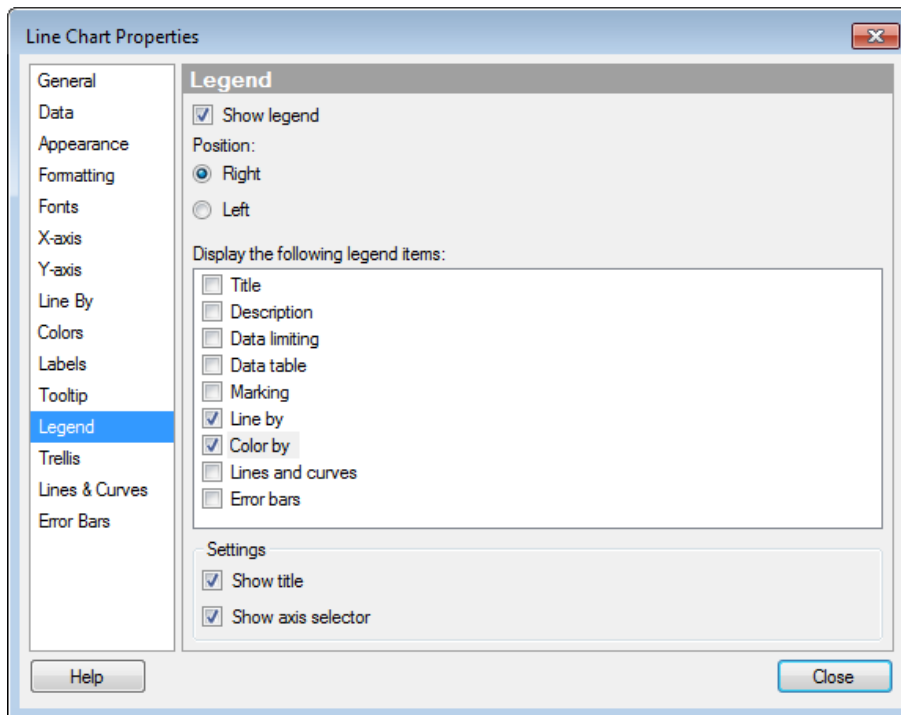 Line Chart Properties
General
Data
Appearance
Formatting
Fonts
X-axis
Y-axis
Line By
Colors
Labels
Tooltip
Legend
Trellis
Lines & Curves
Error Bars
Legend
Show legend
Position:
Right
Left
Display the following legend items:
Title
Description
Data limiting
Data table
Marking
Line by
Color by
Lines and curves
Error bars
Settings
Show title
Show axis selector
Help
Close